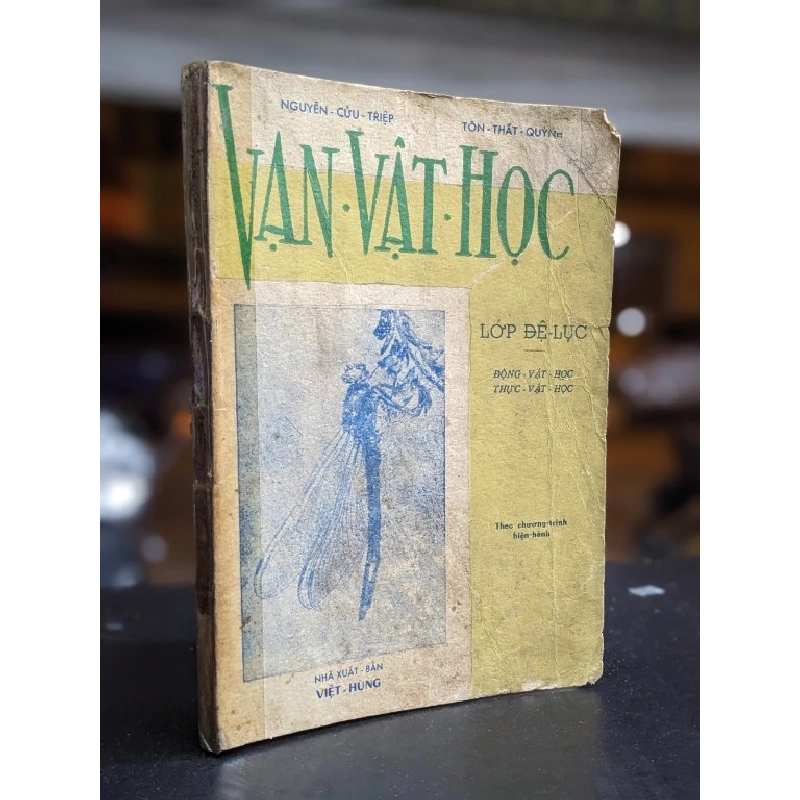 NGUYỄN - CỬU - TRIỆP
TÔN - THẤT - QUỲNH
VẠN·VẬT·HỌC
LỚP ĐỆ-LỤC
ĐỘNG - VẬT - HỌC
THỰC - VẬT - HỌC
Theo chương-trình
hiện-hành
NHÀ XUẤT - BẢN
VIỆT - HƯƠNG